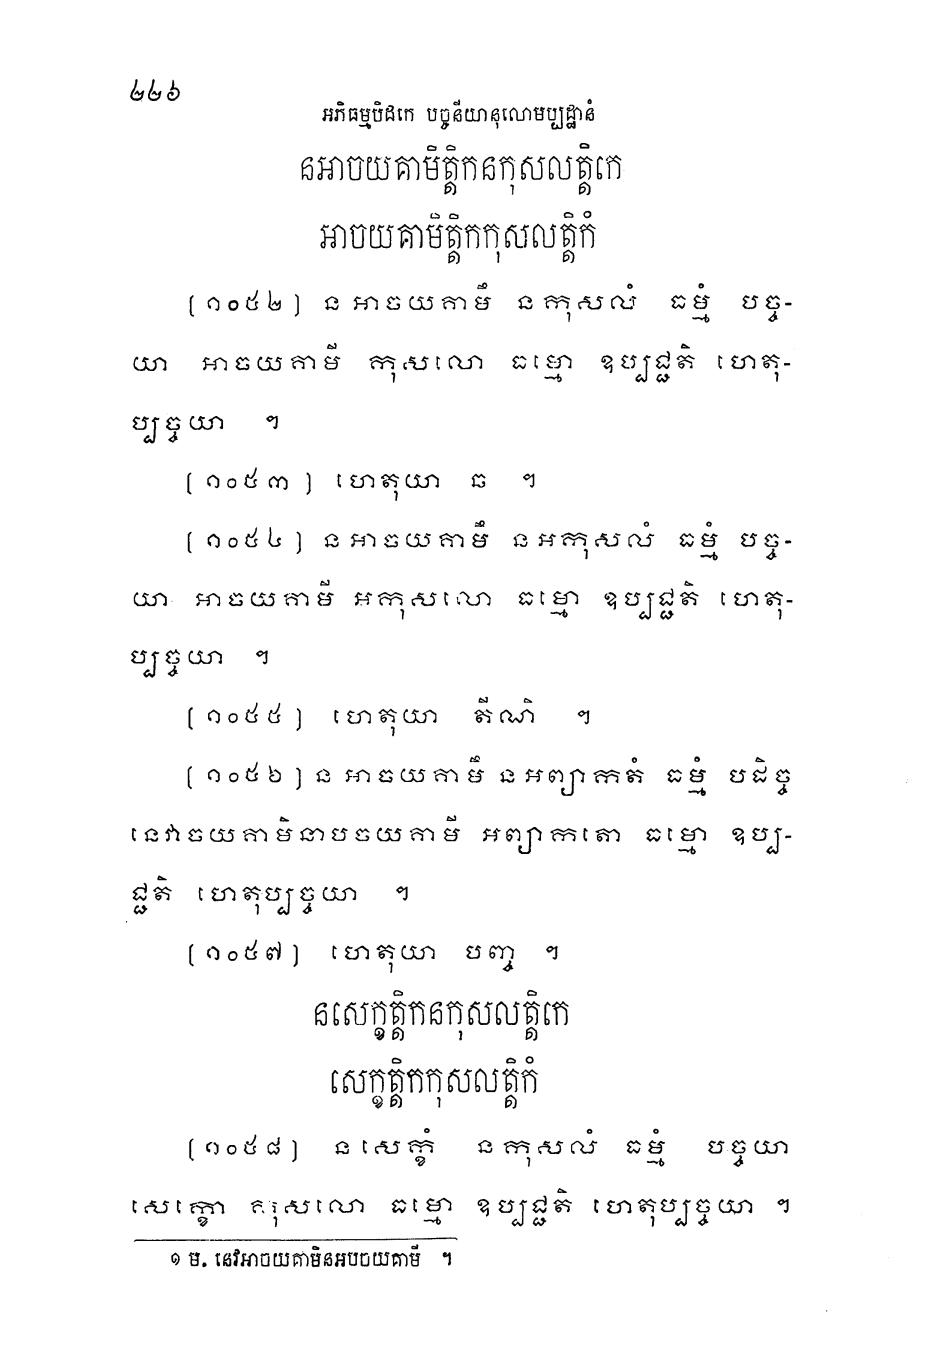 ២២៦
អភិធម្មបិដកេ បច្ចនីយានុលោមប្បដ្ឋានំ
នអាចយគាមិត្តិកនកុសលត្តិកេ
អាចយគាមិត្តិកកុសលត្តិកំ
[១០៥២] ន អាចយគាមឹ ន កុសលំ ធម្មំ បច្ច-
យា អាចយគាមី កុសលោ ធម្មោ ឧប្បជ្ជតិ ហេតុ-
ប្បច្ចយា ។
[១០៥៣] ហេតុយា ឆ ។
[១០៥៤] ន អាចយគាមឹ ន អកុសលំ ធម្មំ បច្ច-
យា អាចយគាមី អកុសលោ ធម្មោ ឧប្បជ្ជតិ ហេតុ-
ប្បច្ចយា ។
[១០៥៥] ហេតុយា តីណិ ។
[១០៥៦] ន អាចយគាមឹ ន អព្យាកតំ ធម្មំ បដិច្ច
នេវាចយគាមិនាបចយគាមី អព្យាកតោ ធម្មោ ឧប្ប-
ជ្ជតិ ហេតុប្បច្ចយា ។
[១០៥៧] ហេតុយា បញ្ច ។
នសេក្ខត្តិកនកុសលត្តិកេ
សេក្ខត្តិកកុសលត្តិកំ
[១០៥៨] ន សេក្ខំ ន កុសលំ ធម្មំ បច្ចយា
សេក្ខោ កុសលោ ធម្មោ ឧប្បជ្ជតិ ហេតុប្បច្ចយា ។
១ ម. នេវអាចយគាមិនអបចយគាមី ។